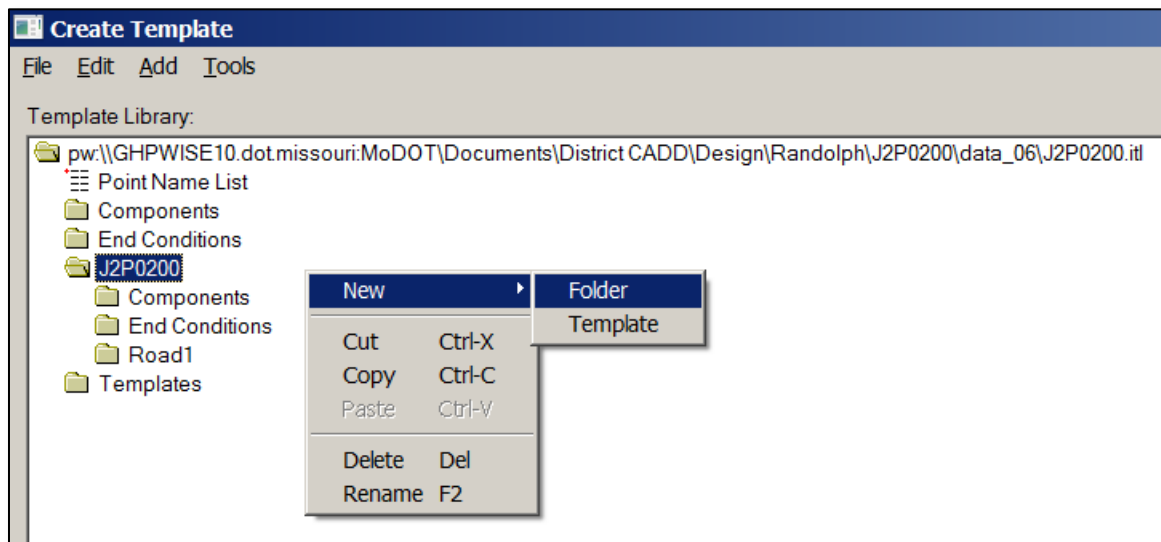 Create Template
File Edit Add Tools
Template Library:
pw:\\GHPWISE10.dot.missouri:MoDOT\Documents\District CADD\Design\Randolph\J2P0200\data_06\J2P0200.itl
Point Name List
Components
End Conditions
J2P0200
Components
End Conditions
Road1
Templates
New
Cut Ctrl-X
Copy Ctrl-C
Paste Ctrl-V
Delete Del
Rename F2
Folder
Template